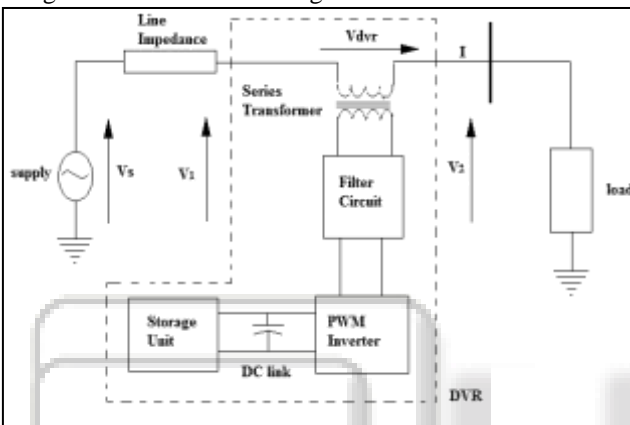 Line
Impedance
Vdvr
I
Series
Transformer
supply
Vs
V1
V2
Filter
Circuit
load
Storage
Unit
PWM
Inverter
DC link
DVR